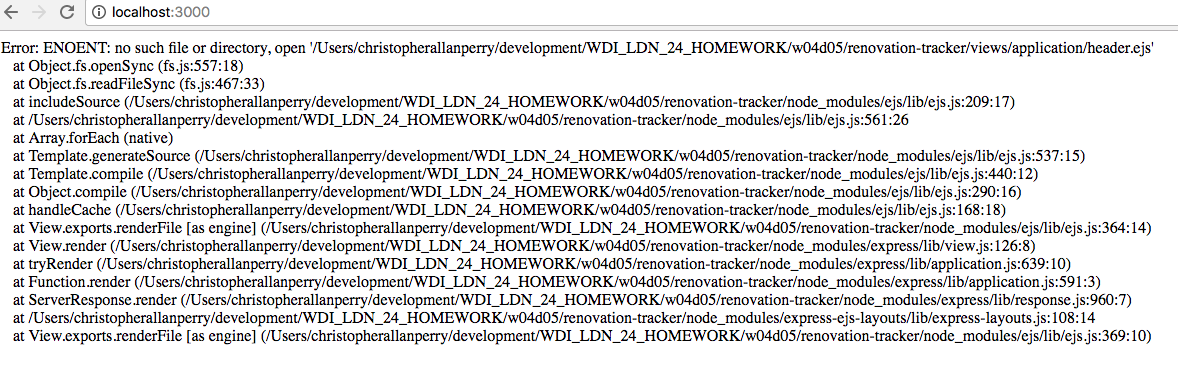 localhost:3000
Error: ENOENT: no such file or directory, open '/Users/christopherallanperry/development/WDI_LDN_24_HOMEWORK/w04d05/renovation-tracker/views/application/header.ejs'
at Object.fs.openSync (fs.js:557:18)
at Object.fs.readFileSync (fs.js:467:33)
at includeSource (/Users/christopherallanperry/development/WDI_LDN_24_HOMEWORK/w04d05/renovation-tracker/node_modules/ejs/lib/ejs.js:209:17)
at /Users/christopherallanperry/development/WDI_LDN_24_HOMEWORK/w04d05/renovation-tracker/node_modules/ejs/lib/ejs.js:561:26
at Array.forEach (native)
at Template.generateSource (/Users/christopherallanperry/development/WDI_LDN_24_HOMEWORK/w04d05/renovation-tracker/node_modules/ejs/lib/ejs.js:537:15)
at Template.compile (/Users/christopherallanperry/development/WDI_LDN_24_HOMEWORK/w04d05/renovation-tracker/node_modules/ejs/lib/ejs.js:440:12)
at Object.compile (/Users/christopherallanperry/development/WDI_LDN_24_HOMEWORK/w04d05/renovation-tracker/node_modules/ejs/lib/ejs.js:290:16)
at handleCache (/Users/christopherallanperry/development/WDI_LDN_24_HOMEWORK/w04d05/renovation-tracker/node_modules/ejs/lib/ejs.js:168:18)
at View.exports.renderFile [as engine] (/Users/christopherallanperry/development/WDI_LDN_24_HOMEWORK/w04d05/renovation-tracker/node_modules/ejs/lib/ejs.js:364:14)
at View.render (/Users/christopherallanperry/development/WDI_LDN_24_HOMEWORK/w04d05/renovation-tracker/node_modules/express/lib/view.js:126:8)
at tryRender (/Users/christopherallanperry/development/WDI_LDN_24_HOMEWORK/w04d05/renovation-tracker/node_modules/express/lib/application.js:639:10)
at Function.render (/Users/christopherallanperry/development/WDI_LDN_24_HOMEWORK/w04d05/renovation-tracker/node_modules/express/lib/application.js:591:3)
at ServerResponse.render (/Users/christopherallanperry/development/WDI_LDN_24_HOMEWORK/w04d05/renovation-tracker/node_modules/express/lib/response.js:960:7)
at /Users/christopherallanperry/development/WDI_LDN_24_HOMEWORK/w04d05/renovation-tracker/node_modules/express-ejs-layouts/lib/express-layouts.js:108:14
at View.exports.renderFile [as engine] (/Users/christopherallanperry/development/WDI_LDN_24_HOMEWORK/w04d05/renovation-tracker/node_modules/ejs/lib/ejs.js:369:10)